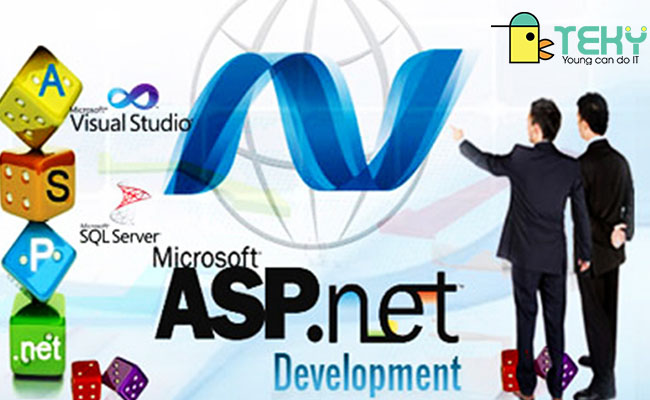 TEKY
Young can do IT
A
S
P
.net
Microsoft
Visual Studio
Microsoft
SQL Server
Microsoft
ASP.net
Development